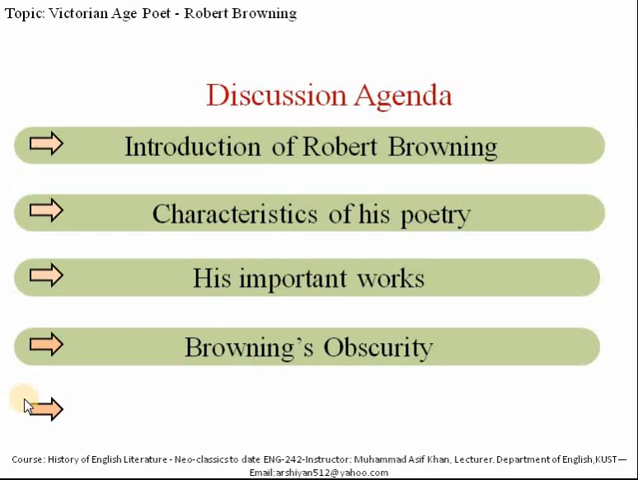 Topic: Victorian Age Poet - Robert Browning
Discussion Agenda
Introduction of Robert Browning
Characteristics of his poetry
His important works
Browning's Obscurity
Course: History of English Literature - Neo-classics to date ENG-242-Instructor: Muhammad Asif Khan, Lecturer. Department of English,KUST—
Email:arshiyan512@yahoo.com